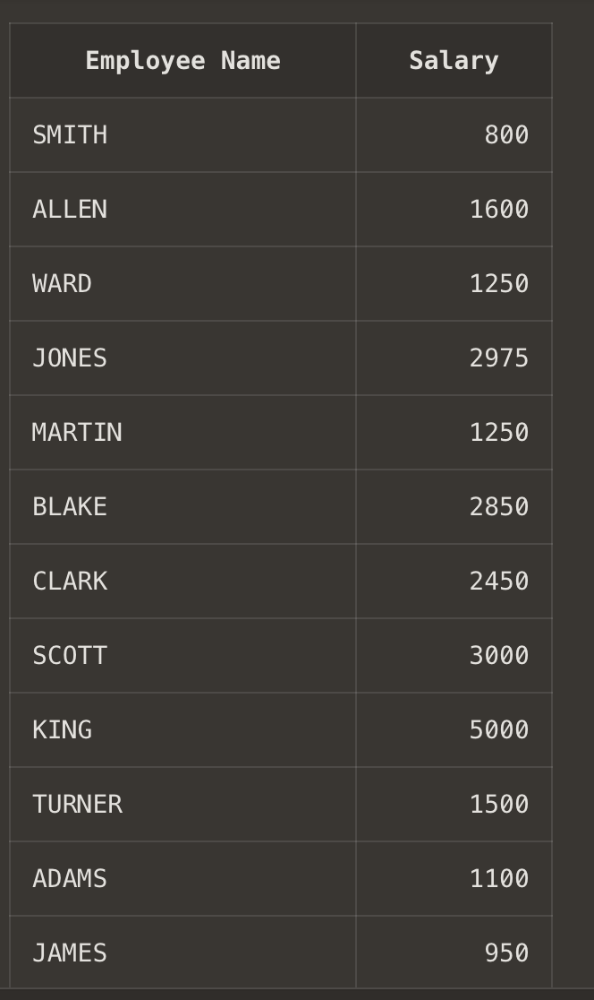 Employee Name Salary
SMITH 800
ALLEN 1600
WARD 1250
JONES 2975
MARTIN 1250
BLAKE 2850
CLARK 2450
SCOTT 3000
KING 5000
TURNER 1500
ADAMS 1100
JAMES 950